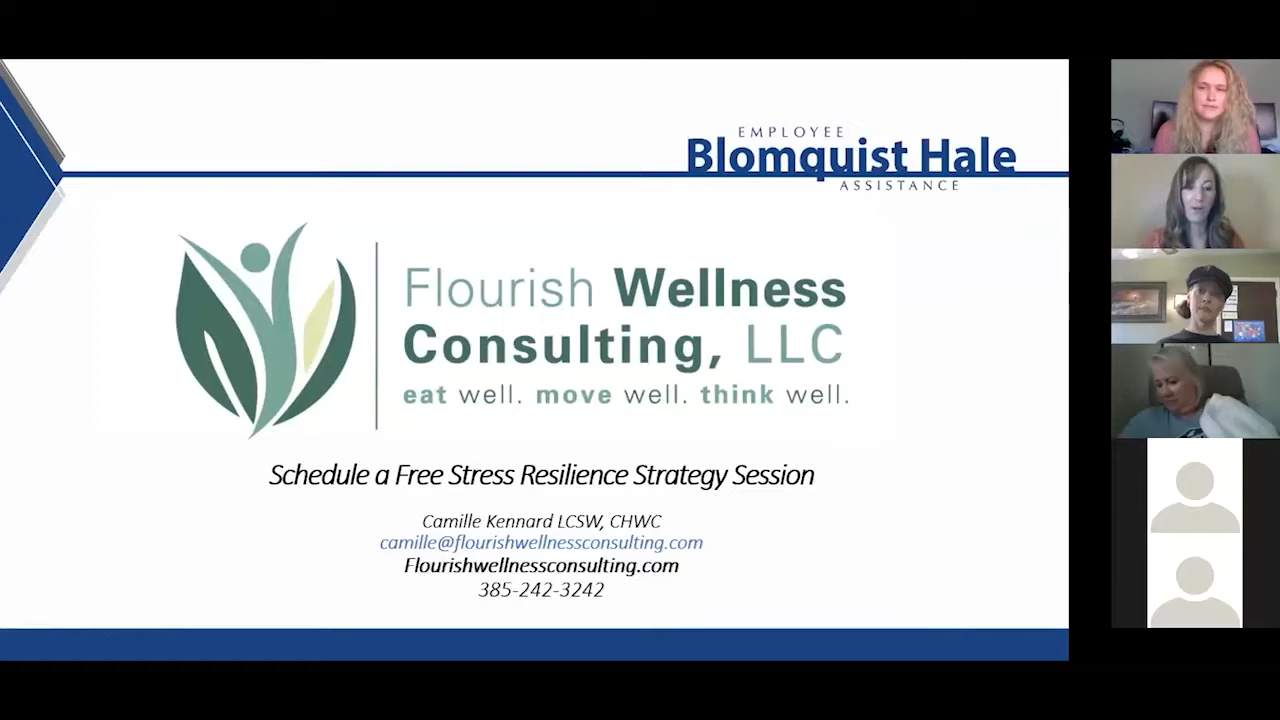 EMPLOYEE
Blomquist Hale
ASSISTANCE
Flourish Wellness
Consulting, LLC
eat well. move well. think well.
Schedule a Free Stress Resilience Strategy Session
Camille Kennard LCSW, CHWC
camille@flourishwellnessconsulting.com
Flourishwellnessconsulting.com
385-242-3242